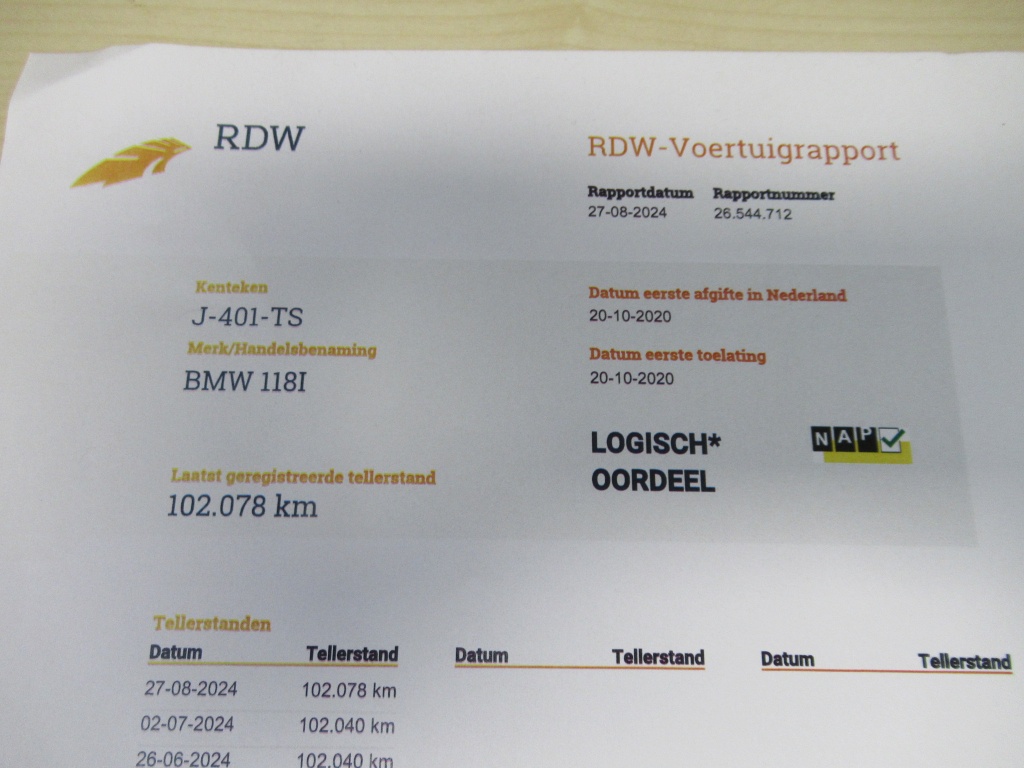 RDW
RDW-Voertuigrapport
Rapportdatum Rapportnummer
27-08-2024 26.544.712
Kenteken
J-401-TS
Merk/Handelsbenaming
BMW 118I
Laatst geregistreerde tellerstand
102.078 km
Datum eerste afgifte in Nederland
20-10-2020
Datum eerste toelating
20-10-2020
LOGISCH*
OORDEEL
NAP
Tellerstanden
Datum Tellerstand Datum Tellerstand Datum Tellerstand
27-08-2024 102.078 km
02-07-2024 102.040 km
26-06-2024 102.040 km